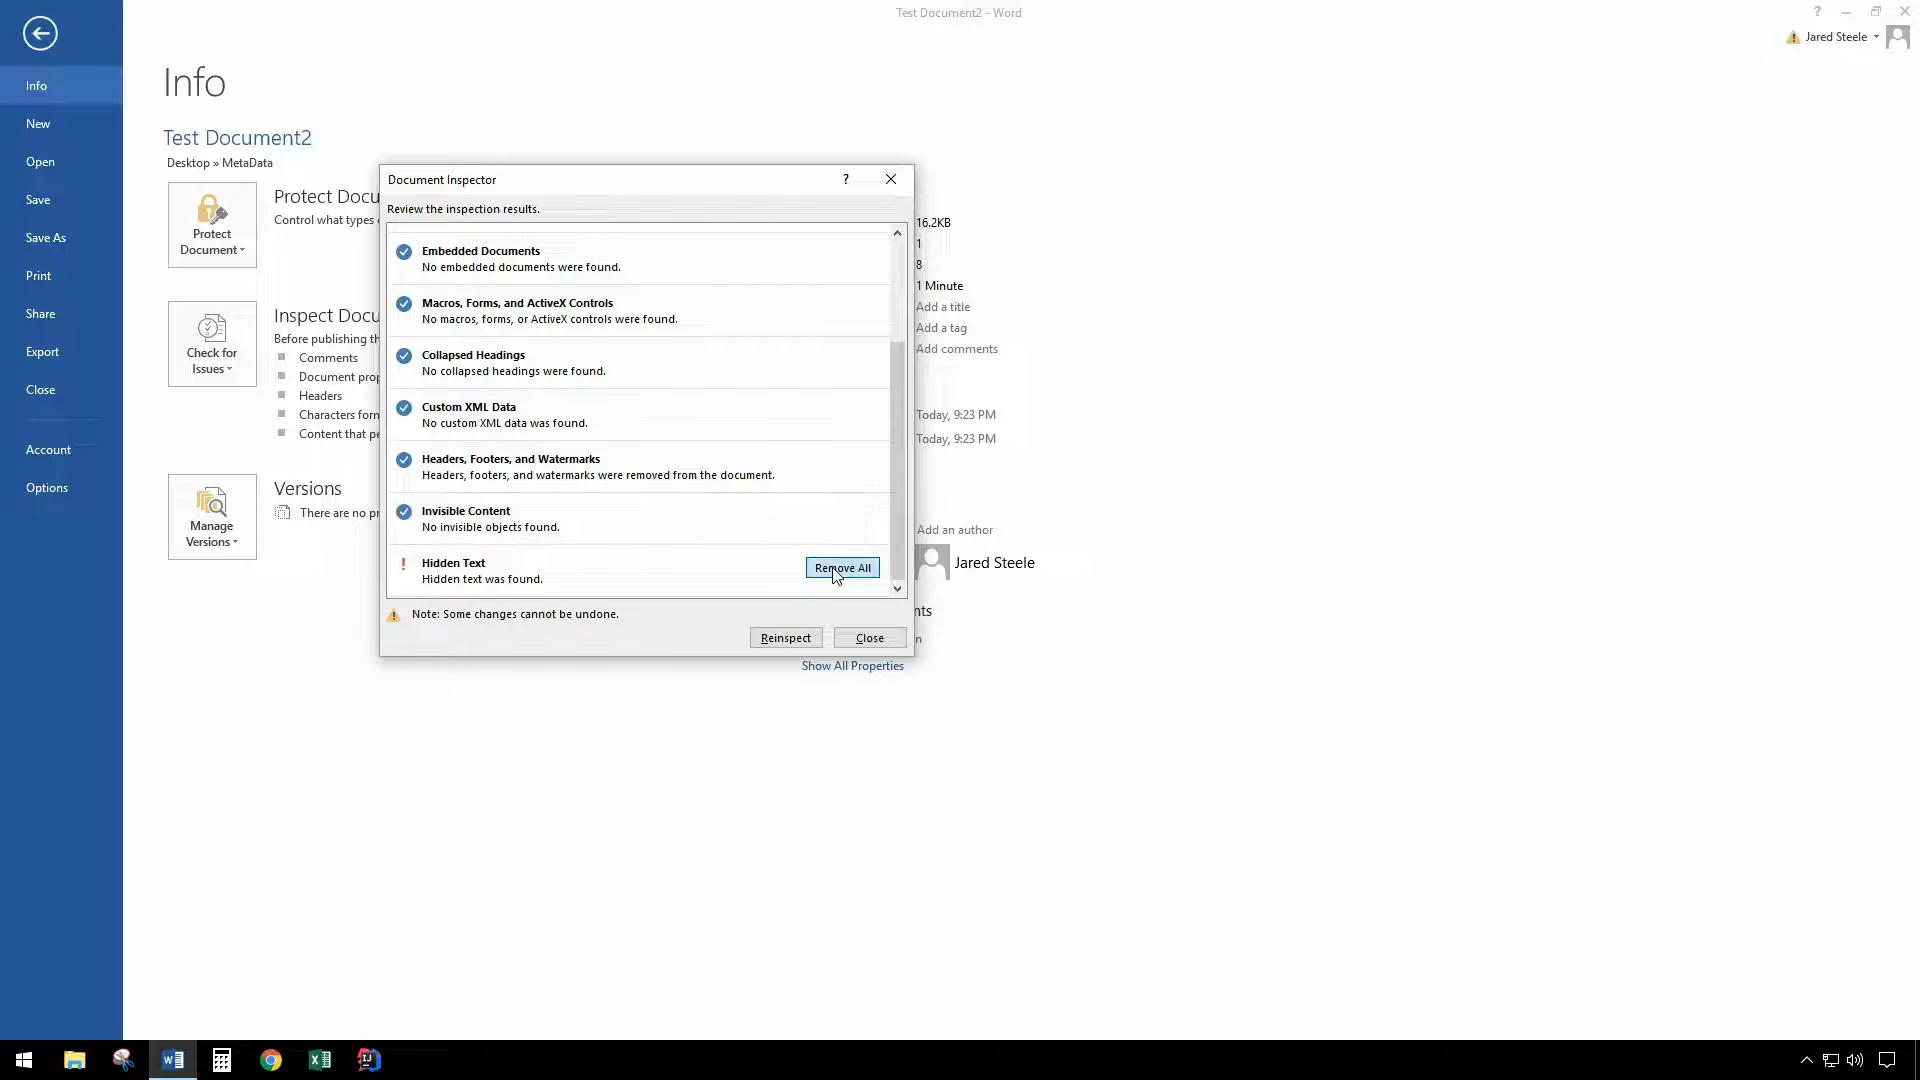 Test Document2 - Word
?
Jared Steele
Info
New
Open
Save
Save As
Print
Share
Export
Close
Account
Options
Info
Test Document2
Desktop » MetaData
Protect
Document
Protect Docu
Control what types
Check for
Issues
Inspect Docu
Before publishing th
Comments
Document prop
Headers
Characters form
Content that pe
Manage
Versions
Versions
There are no pr
Document Inspector
?
Review the inspection results.
Embedded Documents
No embedded documents were found.
Macros, Forms, and ActiveX Controls
No macros, forms, or ActiveX controls were found.
Collapsed Headings
No collapsed headings were found.
Custom XML Data
No custom XML data was found.
Headers, Footers, and Watermarks
Headers, footers, and watermarks were removed from the document.
Invisible Content
No invisible objects found.
! Hidden Text
Hidden text was found.
Remove All
Note: Some changes cannot be undone.
Reinspect
Close
16.2KB
1
8
1 Minute
Add a title
Add a tag
Add comments
Today, 9:23 PM
Today, 9:23 PM
Add an author
Jared Steele
nts
n
Show All Properties